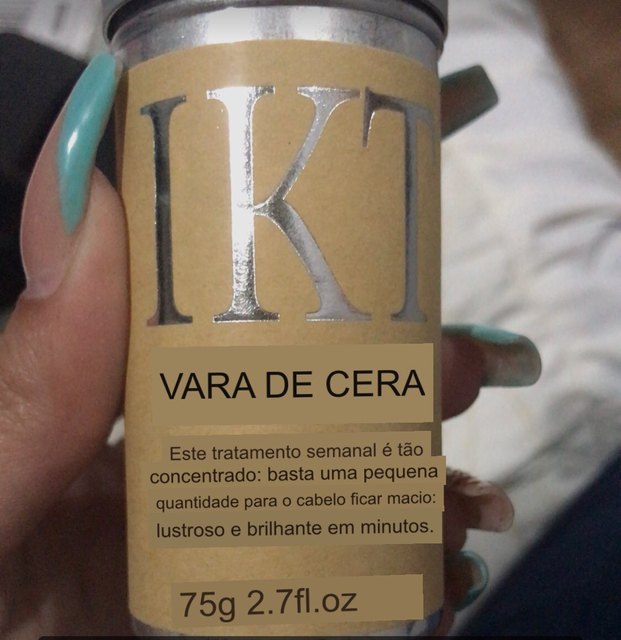 IKT
VARA DE CERA
Este tratamento semanal é tão
concentrado: basta uma pequena
quantidade para o cabelo ficar macio:
lustroso e brilhante em minutos.
75g 2.7fl.oz